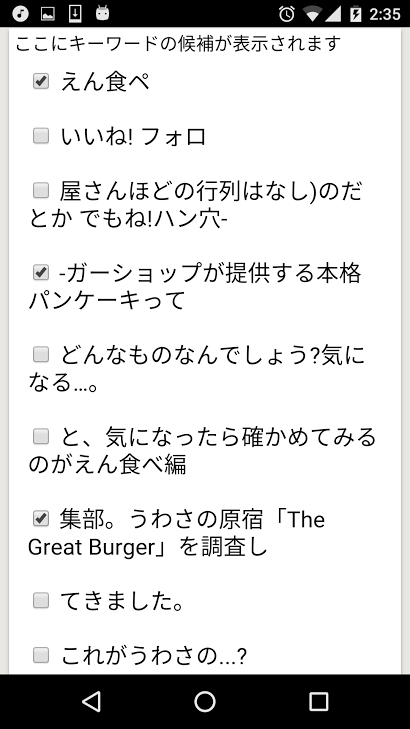 2:35
ここにキーワードの候補が表示されます
えん食ペ
いいね! フォロ
屋さんほどの行列はなし)のだ
とか でもね!ハン穴-
-ガーショップが提供する本格
パンケーキって
どんなものなんでしょう?気に
なる...。
と、気になったら確かめてみる
のがえん食べ編
集部。うわさの原宿「The
Great Burger」を調査し
てきました。
これがうわさの...?